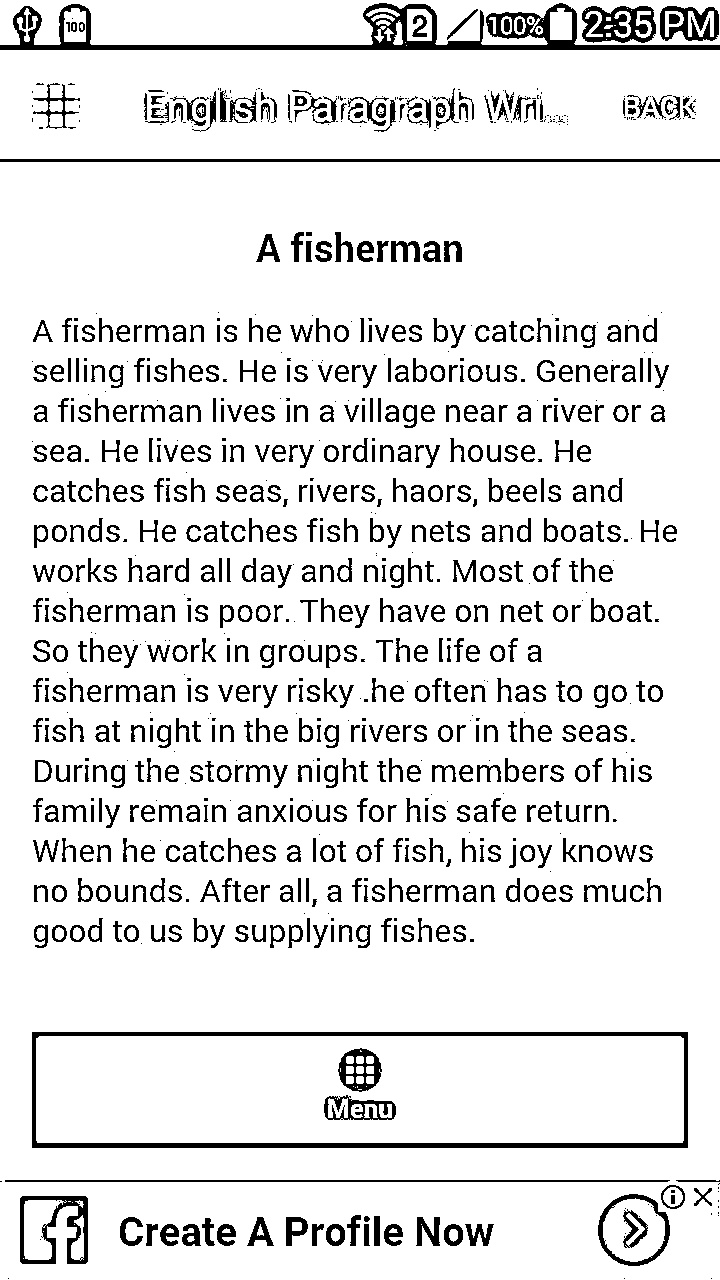 100 2 100% 2:35 PM
English Paragraph Wri... BACK
A fisherman
A fisherman is he who lives by catching and
selling fishes. He is very laborious. Generally
a fisherman lives in a village near a river or a
sea. He lives in very ordinary house. He
catches fish seas, rivers, haors, beels and
ponds. He catches fish by nets and boats. He
works hard all day and night. Most of the
fisherman is poor. They have on net or boat.
So they work in groups. The life of a
fisherman is very risky .he often has to go to
fish at night in the big rivers or in the seas.
During the stormy night the members of his
family remain anxious for his safe return.
When he catches a lot of fish, his joy knows
no bounds. After all, a fisherman does much
good to us by supplying fishes.
Menu
Create A Profile Now